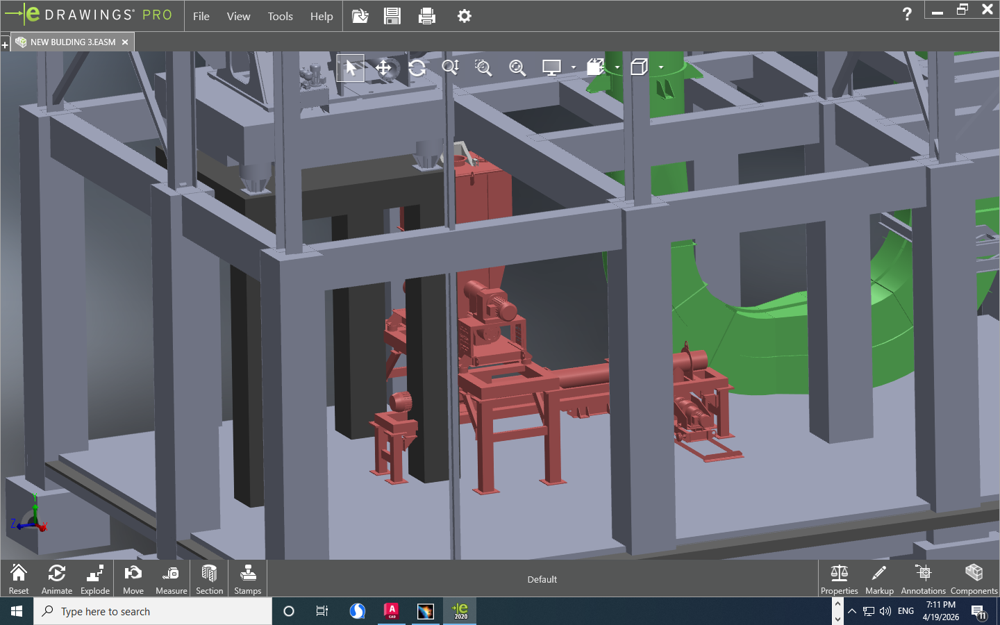 eDRAWINGS® PRO
File View Tools Help
?
NEW BULDING 3.EASM
Y
Z
X
Reset Animate Explode Move Measure Section Stamps
Default
Properties Markup Annotations Components
Type here to search
A
CAD
e
2020
ENG
7:11 PM
4/19/2026
11